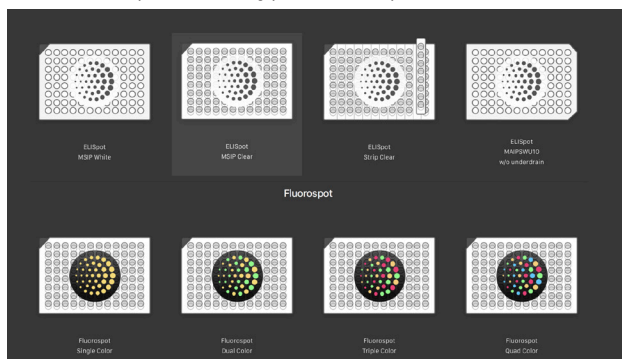 ELISpot
MSIP White
ELISpot
MSIP Clear
ELISpot
Strip Clear
ELISpot
MAIPSWU10
w/o underdrain
Fluorospot
Fluorospot
Single Color
Fluorospot
Dual Color
Fluorospot
Triple Color
Fluorospot
Quad Color